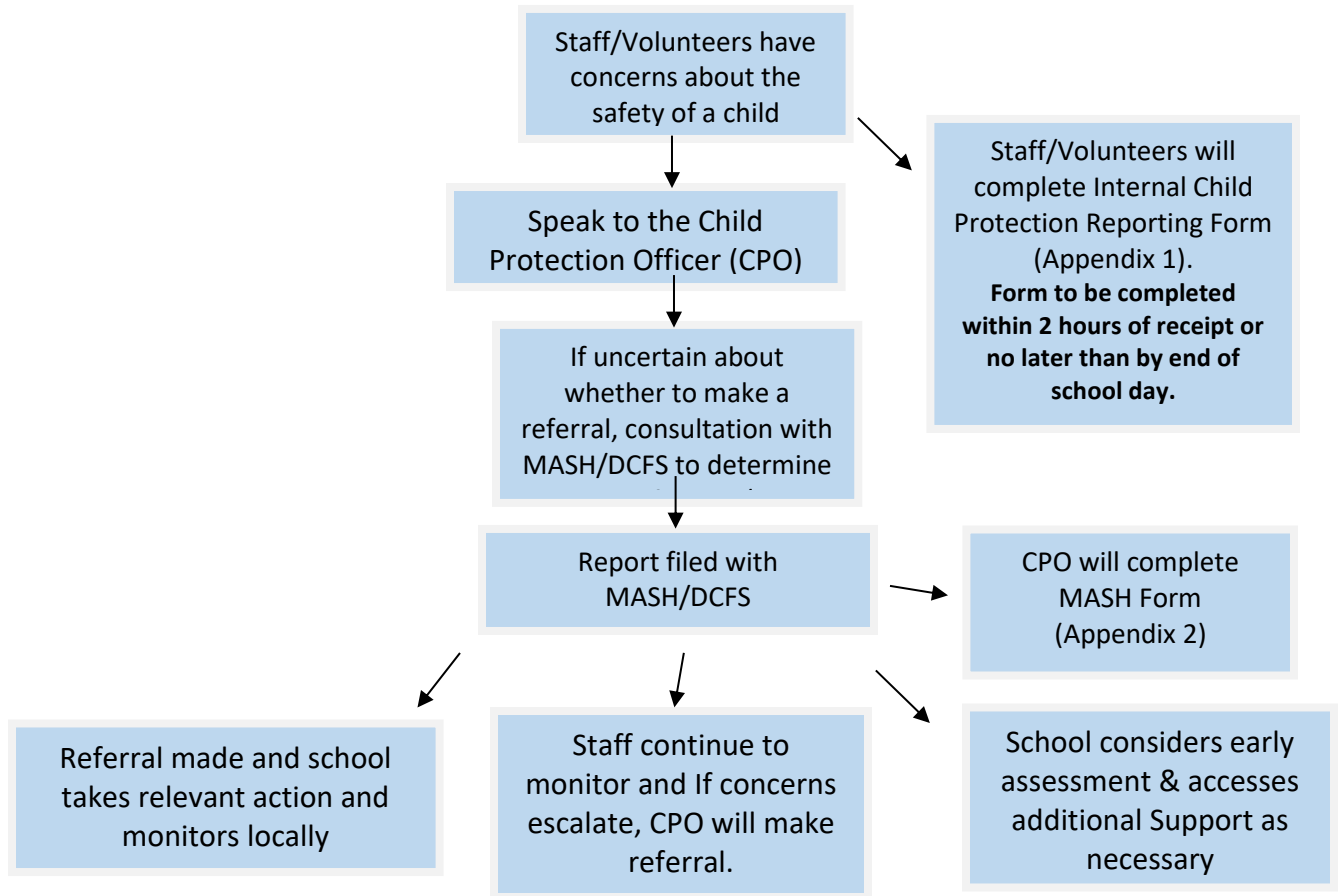 Staff/Volunteers have
concerns about the
safety of a child
Staff/Volunteers will
complete Internal Child
Protection Reporting Form
(Appendix 1).
Form to be completed
within 2 hours of receipt or
no later than by end of
school day.
Speak to the Child
Protection Officer (CPO)
If uncertain about
whether to make a
referral, consultation with
MASH/DCFS to determine
Report filed with
MASH/DCFS
CPO will complete
MASH Form
(Appendix 2)
Referral made and school
takes relevant action and
monitors locally
Staff continue to
monitor and If concerns
escalate, CPO will make
referral.
School considers early
assessment & accesses
additional Support as
necessary